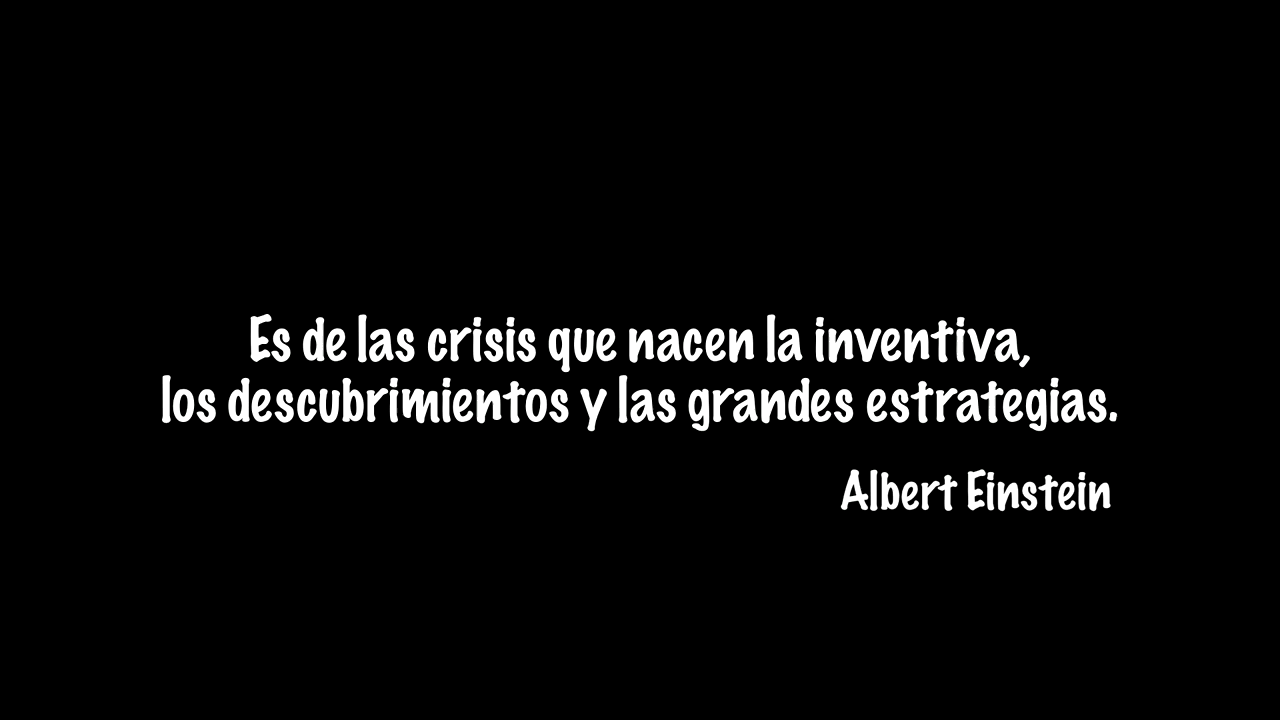 Es de las crisis que nacen la inventiva,
los descubrimientos y las grandes estrategias.
Albert Einstein